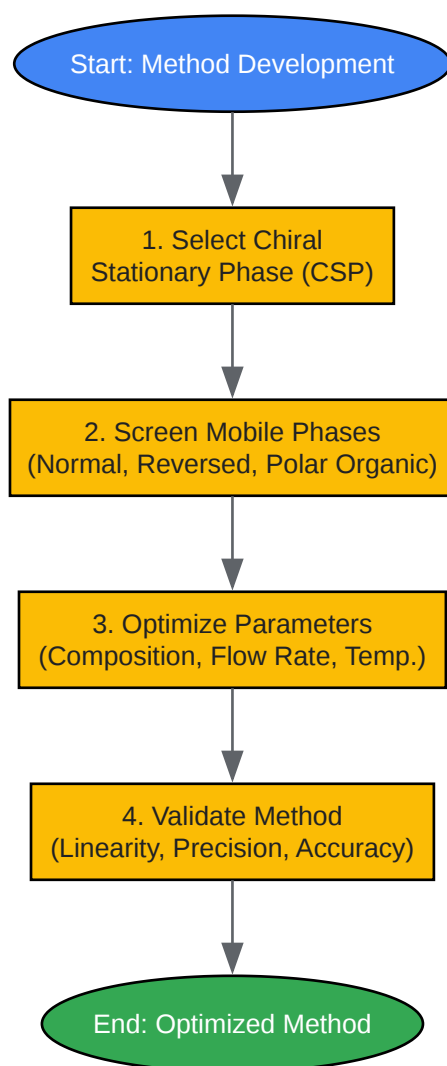 Start: Method Development
1. Select Chiral
Stationary Phase (CSP)
2. Screen Mobile Phases
(Normal, Reversed, Polar Organic)
3. Optimize Parameters
(Composition, Flow Rate, Temp.)
4. Validate Method
(Linearity, Precision, Accuracy)
End: Optimized Method